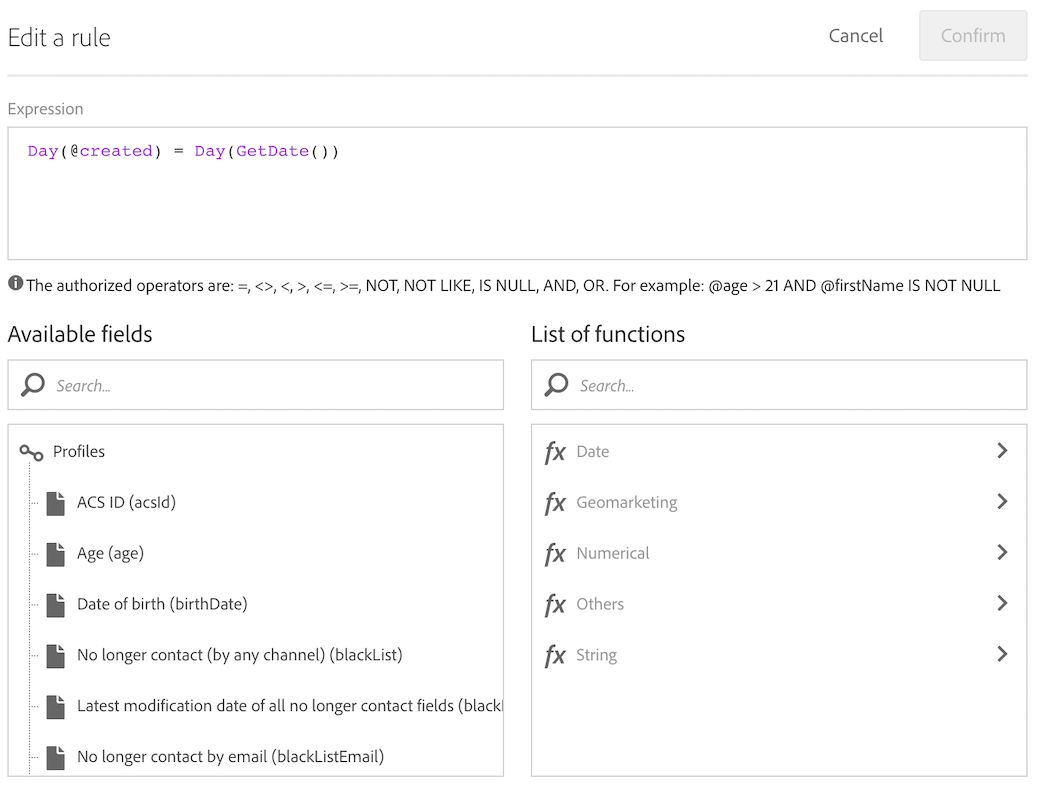 Edit a rule
Cancel
Confirm
Expression
Day(@created) = Day(GetDate())
The authorized operators are: =, <>, <, >, <=, >=, NOT, NOT LIKE, IS NULL, AND, OR. For example: @age > 21 AND @firstName IS NOT NULL
Available fields
List of functions
Search...
Search...
Profiles
ACS ID (acsId)
Age (age)
Date of birth (birthDate)
No longer contact (by any channel) (blackList)
Latest modification date of all no longer contact fields (black
No longer contact by email (blackListEmail)
fx Date
fx Geomarketing
fx Numerical
fx Others
fx String